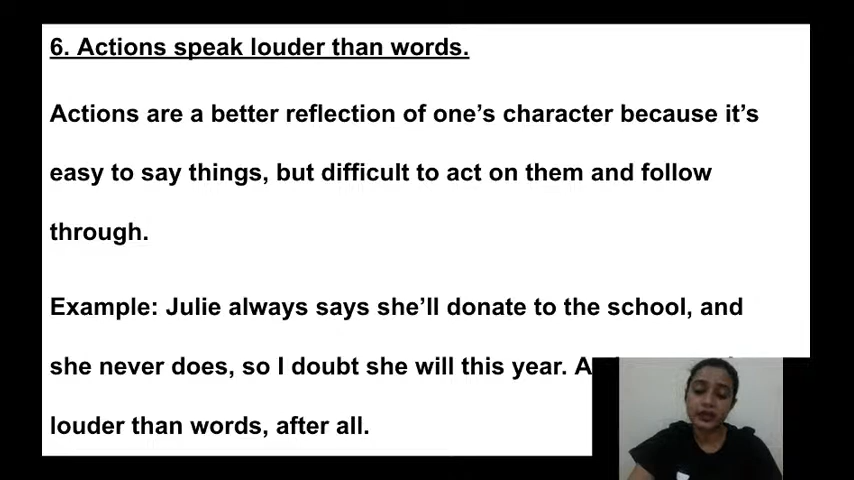 6. Actions speak louder than words.
Actions are a better reflection of one’s character because it’s
easy to say things, but difficult to act on them and follow
through.
Example: Julie always says she’ll donate to the school, and
she never does, so I doubt she will this year.
louder than words, after all.